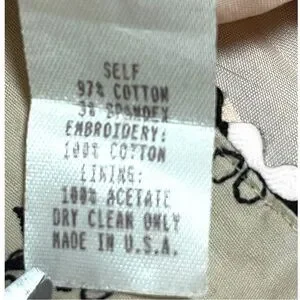 SELF
97% COTTON
3% SPANDEX
EMBROIDERY:
100% COTTON
LINING:
100% ACETATE
DRY CLEAN ONLY
MADE IN U.S.A.